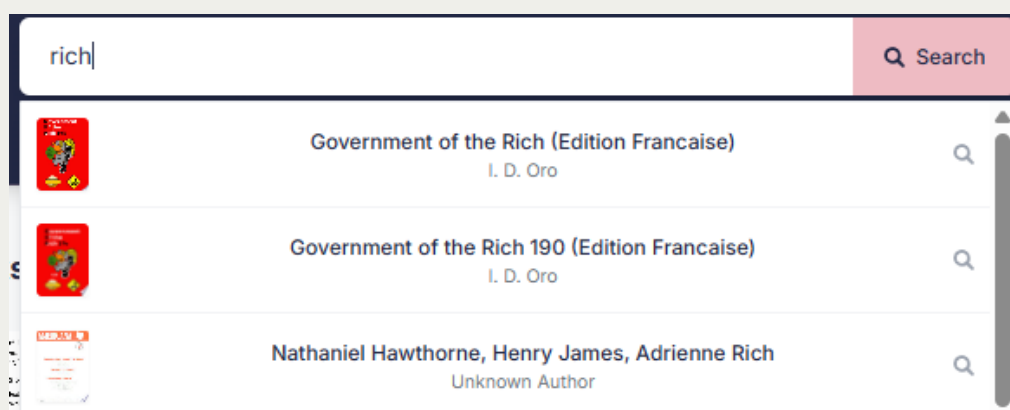 rich
Search
Government of the Rich (Edition Francaise)
I. D. Oro
Government of the Rich 190 (Edition Francaise)
I. D. Oro
Nathaniel Hawthorne, Henry James, Adrienne Rich
Unknown Author